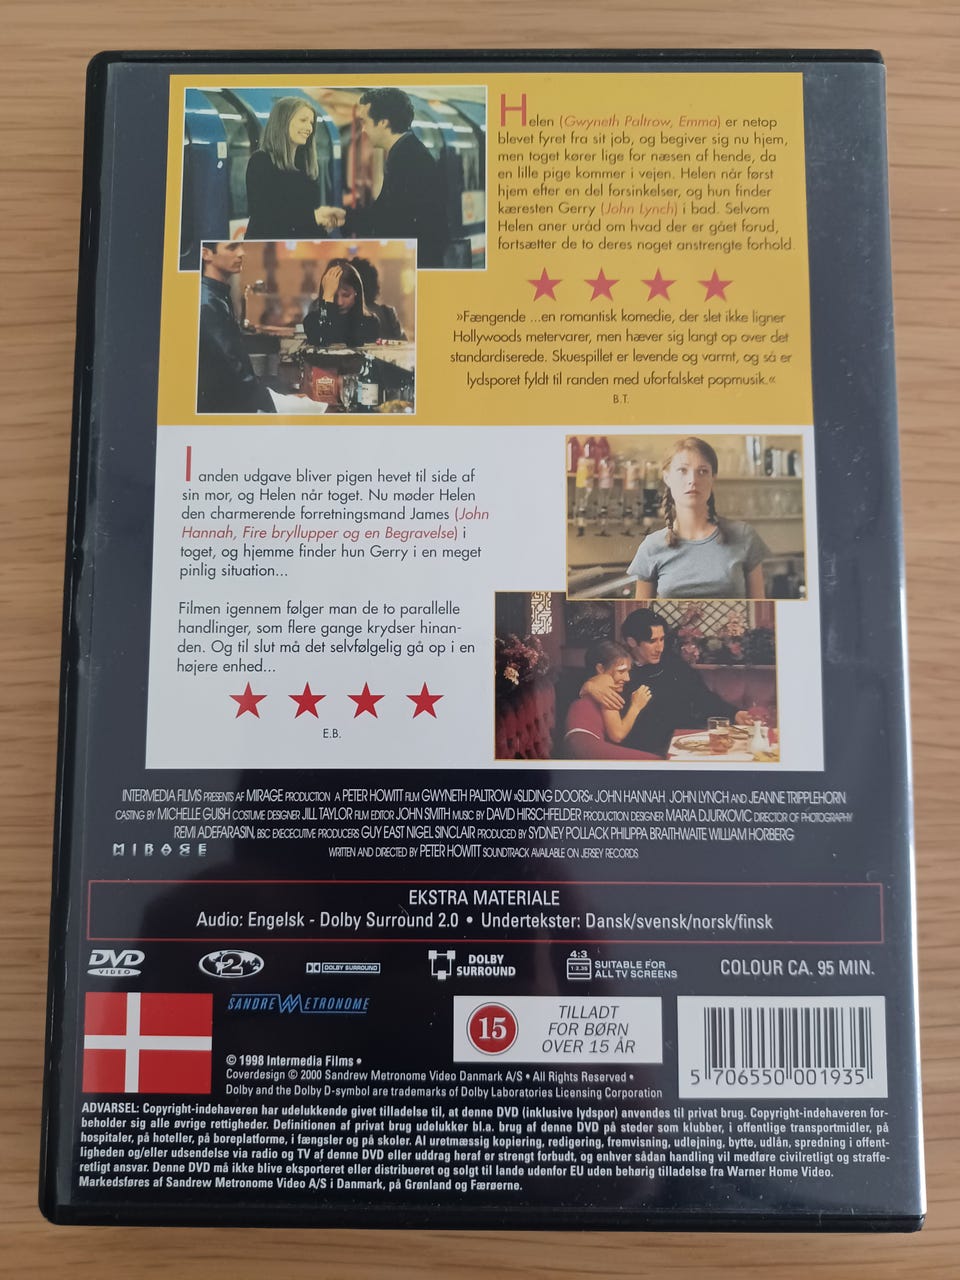 Helen (Gwyneth Paltrow, Emma) er netop
blevet fyret fra sit job, og begiver sig nu hjem,
men toget kører lige for næsen af hende, da
en lille pige kommer i vejen. Helen når først
hjem efter en del forsinkelser, og hun finder
kæresten Gerry (John Lynch) i bad. Selvom
Helen aner uråd om hvad der er gået forud,
fortsætter de to deres noget anstrengte forhold.
»Fængende ...en romantisk komedie, der slet ikke ligner
Hollywoods metervarer, men hæver sig langt op over det
standardiserede. Skuespillet er levende og varmt, og så er
lydsporet fyldt til randen med uforfalsket popmusik.«
B.T.
I anden udgave bliver pigen hevet til side af
sin mor, og Helen når toget. Nu møder Helen
den charmerende forretningsmand James (John
Hannah, Fire bryllupper og en Begravelse) i
toget, og hjemme finder hun Gerry i en meget
pinlig situation...
Filmen igennem følger man de to parallelle
handlinger, som flere gange krydser hinan-
den. Og til slut må det selvfølgelig gå op i en
højere enhed...
E.B.
INTERMEDIA FILMS PRESENTS AF MIRAGE PRODUCTION A PETER HOWITT FILM GWYNETH PALTROW »SLIDING DOORS« JOHN HANNAH JOHN LYNCH AND JEANNE TRIPPLEHORN
CASTING BY MICHELLE GUISH COSTUME DESIGNER JILL TAYLOR FILM EDITOR JOHN SMITH MUSIC BY DAVID HIRSCHFELDER PRODUCTION DESIGNER MARIA DJURKOVIC DIRECTOR OF PHOTOGRAPHY
REMI ADEFARASIN, BSC EXECECUTIVE PRODUCERS GUY EAST NIGEL SINCLAIR PRODUCED BY SYDNEY POLLACK PHILIPPA BRAITHWAITE WILLIAM HORBERG
MIRAGE WRITTEN AND DIRECTED BY PETER HOWITT SOUNDTRACK AVAILABLE ON JERSEY RECORDS
EKSTRA MATERIALE
Audio: Engelsk - Dolby Surround 2.0 • Undertekster: Dansk/svensk/norsk/finsk
DVD VIDEO
2
DOLBY SURROUND
DOLBY SURROUND
4:3
1:2.35
SUITABLE FOR
ALL TV SCREENS
COLOUR CA. 95 MIN.
SANDREW METRONOME
15
TILLADT
FOR BØRN
OVER 15 ÅR
5 706550 001935
© 1998 Intermedia Films •
Coverdesign © 2000 Sandrew Metronome Video Danmark A/S • All Rights Reserved •
Dolby and the Dolby D-symbol are trademarks of Dolby Laboratories Licensing Corporation
ADVARSEL: Copyright-indehaveren har udelukkende givet tilladelse til, at denne DVD (inklusive lydspor) anvendes til privat brug. Copyright-indehaveren for-
beholder sig alle øvrige rettigheder. Definitionen af privat brug udelukker bl.a. brug af denne DVD på steder som klubber, i offentlige transportmidler, på
hospitaler, på hoteller, på boreplatforme, i fængsler og på skoler. Al uretmæssig kopiering, redigering, fremvisning, udlejning, bytte, udlån, spredning i offent-
ligheden og/eller udsendelse via radio og TV af denne DVD eller uddrag heraf er strengt forbudt, og enhver sådan handling vil medføre civilretligt og straffe-
retligt ansvar. Denne DVD må ikke blive eksporteret eller distribueret og solgt til lande udenfor EU uden behørig tilladelse fra Warner Home Video.
Markedsføres af Sandrew Metronome Video A/S i Danmark, på Grønland og Færøerne.